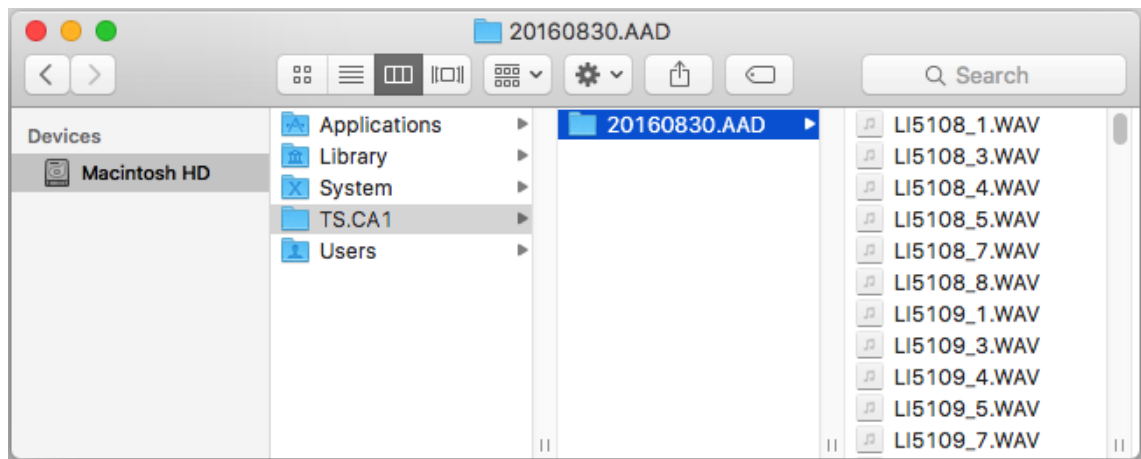 20160830.AAD
Search
Devices
Macintosh HD
Applications
Library
System
TS.CA1
Users
20160830.AAD
LI5108_1.WAV
LI5108_3.WAV
LI5108_4.WAV
LI5108_5.WAV
LI5108_7.WAV
LI5108_8.WAV
LI5109_1.WAV
LI5109_3.WAV
LI5109_4.WAV
LI5109_5.WAV
LI5109_7.WAV